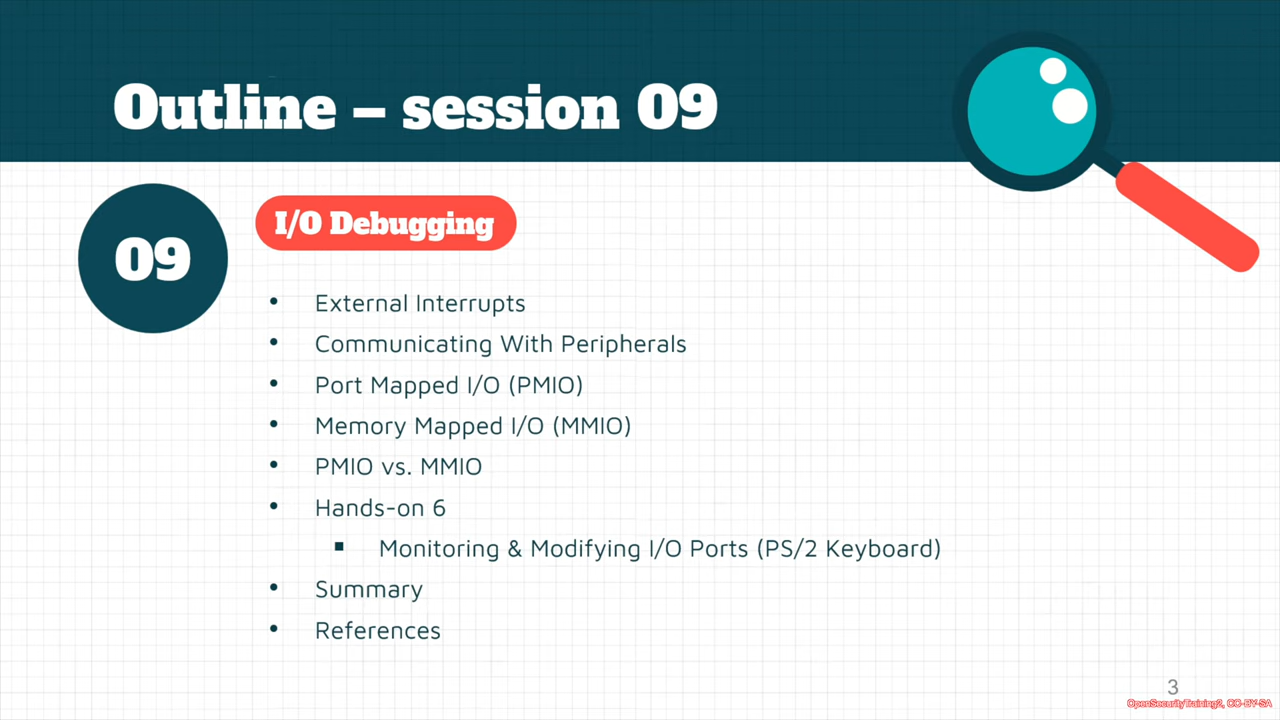 Outline – session 09
09
I/O Debugging
• External Interrupts
• Communicating With Peripherals
• Port Mapped I/O (PMIO)
• Memory Mapped I/O (MMIO)
• PMIO vs. MMIO
• Hands-on 6
▪ Monitoring & Modifying I/O Ports (PS/2 Keyboard)
• Summary
• References
3
OpenSecurityTraining2, CC-BY-SA